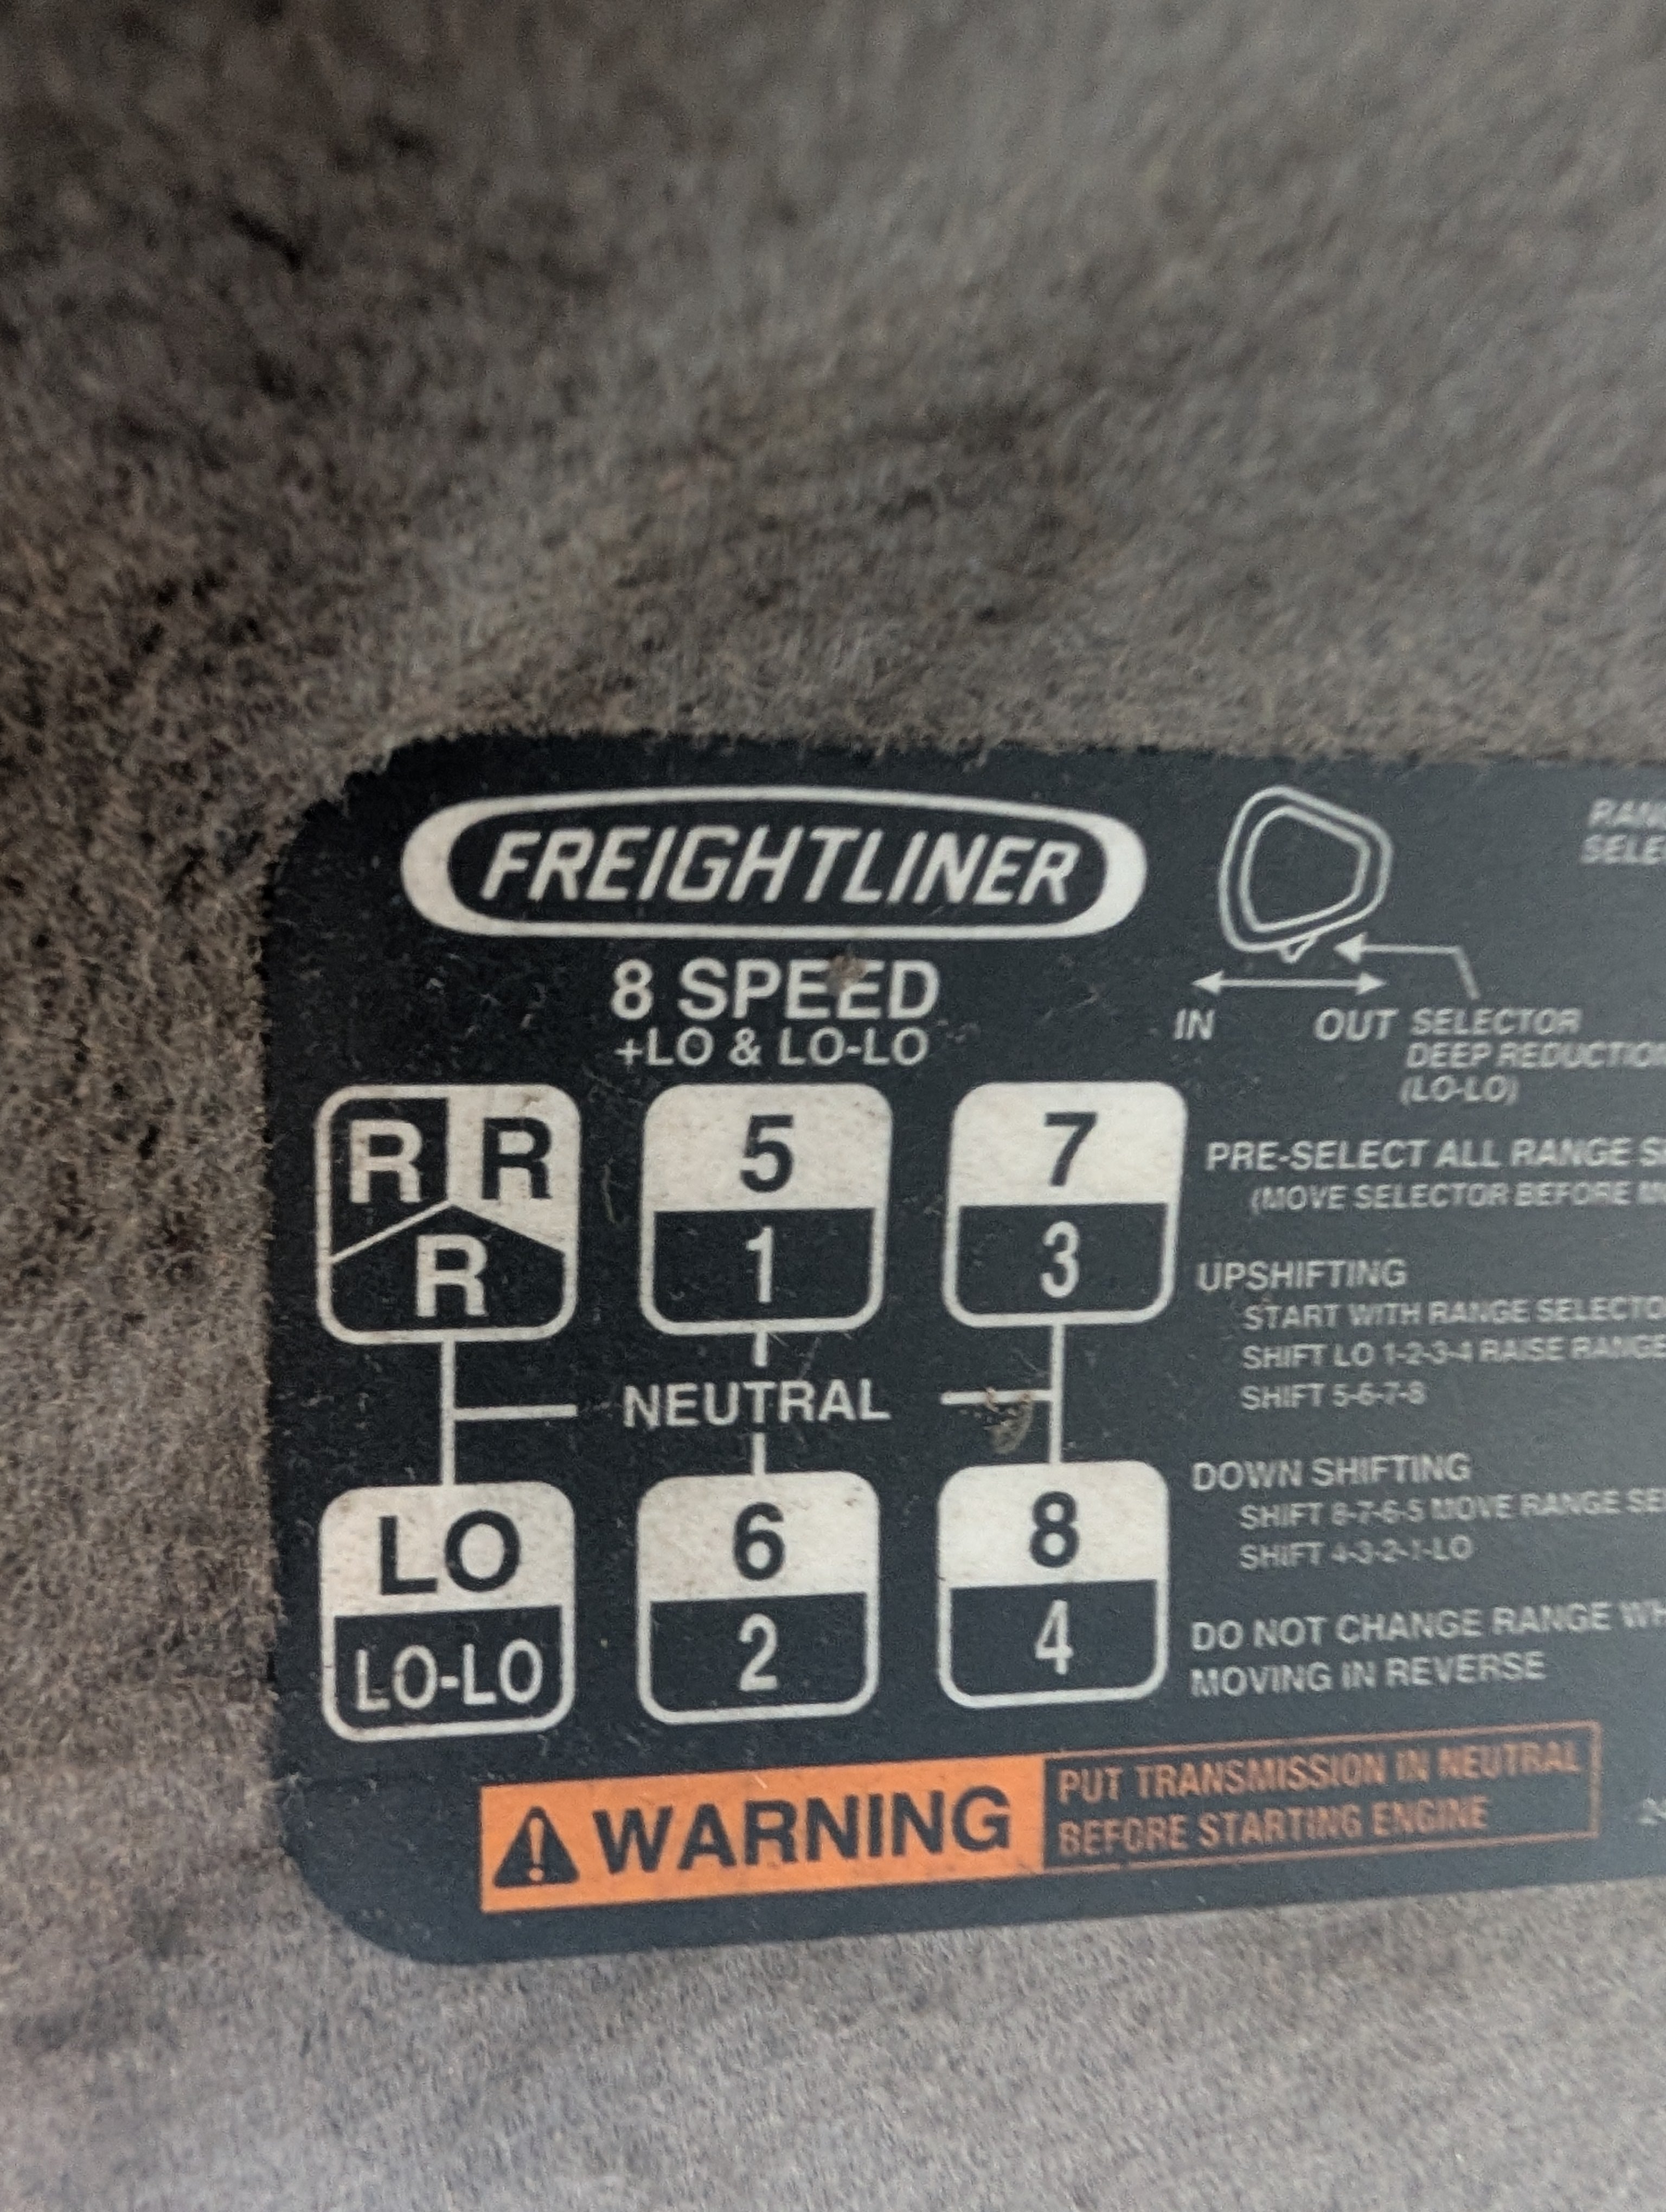 FREIGHTLINER
8 SPEED
+LO & LO-LO
IN OUT SELECTOR
DEEP
(LO-LO)
R R
R
5
1
7
3
NEUTRAL
LO
LO-LO
6
2
8
4
PRE-SELECT ALL RANGE
(MOVE SELECTOR BEFORE
UPSHIFTING
START WITH RANGE
SHIFT LO 1-2-3-4 RAISE RANGE
SHIFT 5-6-7-8
DOWN SHIFTING
SHIFT 8-7-6-5 MOVE RANGE
SHIFT 4-3-2-1-LO
DO NOT CHANGE RANGE
MOVING IN REVERSE
WARNING
PUT TRANSMISSION IN NEUTRAL
BEFORE STARTING ENGINE